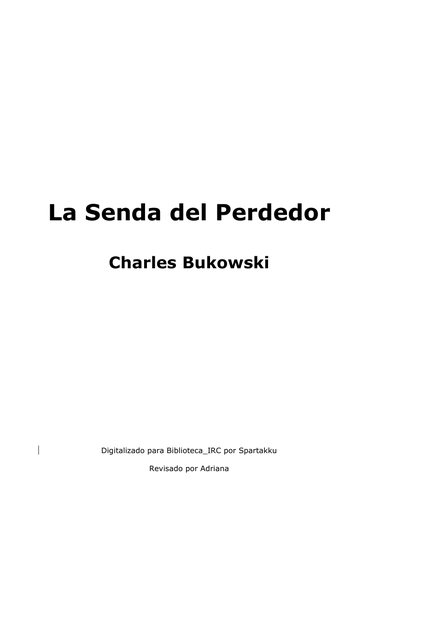 La Senda del Perdedor
Charles Bukowski
Digitalizado para Biblioteca_IRC por Spartakku
Revisado por Adriana